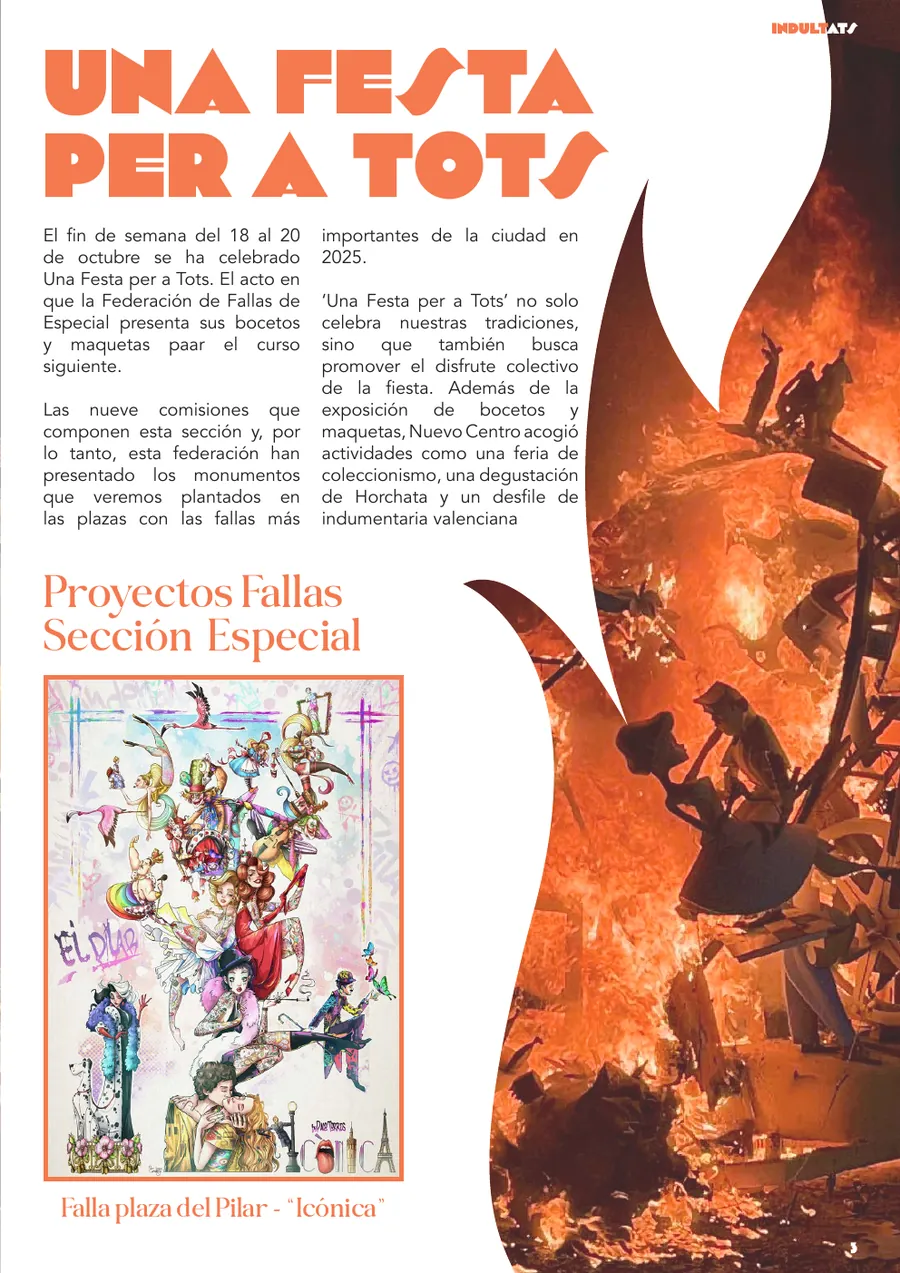 INDULTATS
UNA FESTA
PER A TOTS
El fin de semana del 18 al 20
de octubre se ha celebrado
Una Festa per a Tots. El acto en
que la Federación de Fallas de
Especial presenta sus bocetos
y maquetas paar el curso
siguiente.
Las nueve comisiones que
componen esta sección y, por
lo tanto, esta federación han
presentado los monumentos
que veremos plantados en
las plazas con las fallas más
importantes de la ciudad en
2025.
‘Una Festa per a Tots’ no solo
celebra nuestras tradiciones,
sino que también busca
promover el disfrute colectivo
de la fiesta. Además de la
exposición de bocetos y
maquetas, Nuevo Centro acogió
actividades como una feria de
coleccionismo, una degustación
de Horchata y un desfile de
indumentaria valenciana
Proyectos Fallas
Sección Especial
EL PILAR
Falla plaza del Pilar - “Icónica”
3